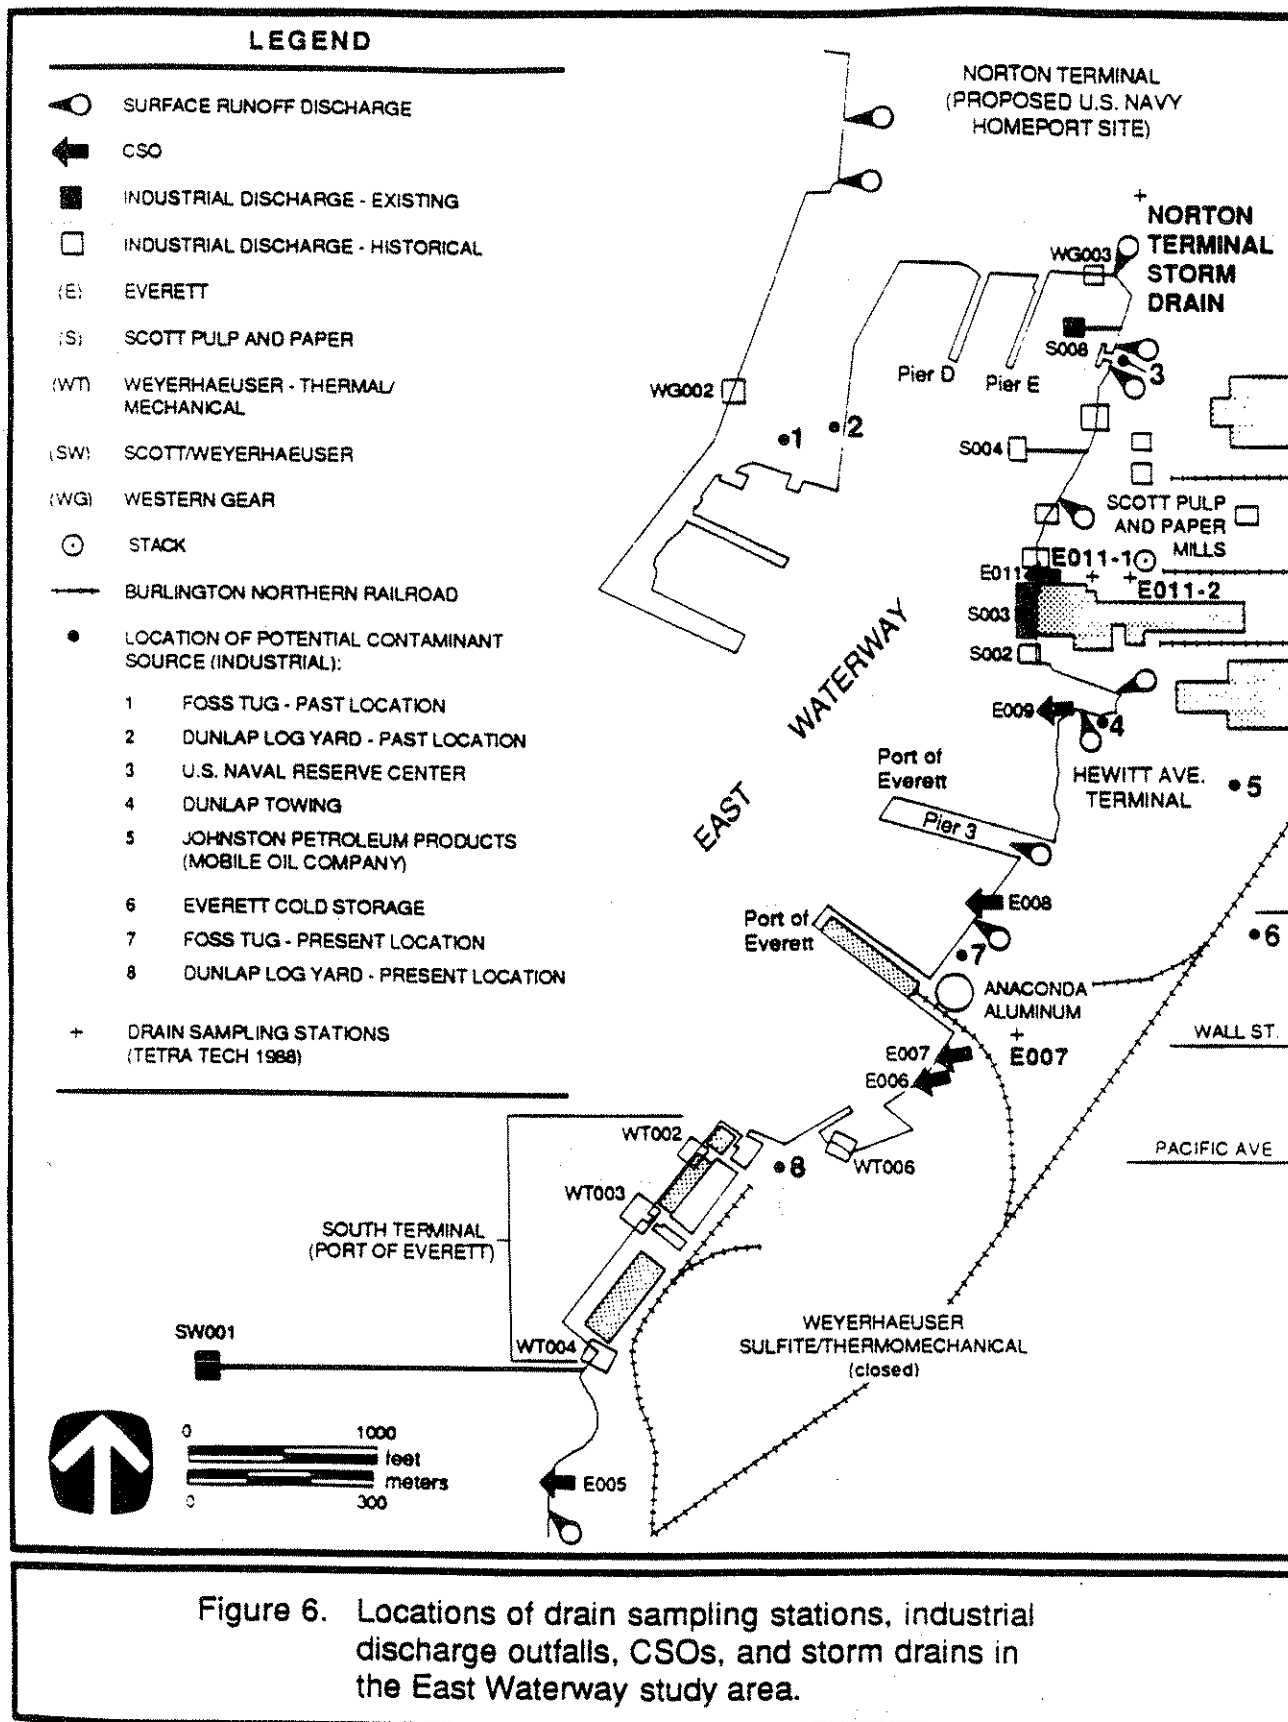 LEGEND
SURFACE RUNOFF DISCHARGE
CSO
INDUSTRIAL DISCHARGE - EXISTING
INDUSTRIAL DISCHARGE - HISTORICAL
(E) EVERETT
(S) SCOTT PULP AND PAPER
(WT) WEYERHAEUSER - THERMAL/
MECHANICAL
(SW) SCOTT/WEYERHAEUSER
(WG) WESTERN GEAR
STACK
BURLINGTON NORTHERN RAILROAD
LOCATION OF POTENTIAL CONTAMINANT
SOURCE (INDUSTRIAL):
1 FOSS TUG - PAST LOCATION
2 DUNLAP LOG YARD - PAST LOCATION
3 U.S. NAVAL RESERVE CENTER
4 DUNLAP TOWING
5 JOHNSTON PETROLEUM PRODUCTS
(MOBILE OIL COMPANY)
6 EVERETT COLD STORAGE
7 FOSS TUG - PRESENT LOCATION
8 DUNLAP LOG YARD - PRESENT LOCATION
+ DRAIN SAMPLING STATIONS
(TETRA TECH 1988)
NORTON TERMINAL
(PROPOSED U.S. NAVY
HOMEPORT SITE)
+
NORTON
TERMINAL
STORM
DRAIN
WG003
S008
3
Pier D
Pier E
WG002
1
2
S004
SCOTT PULP
AND PAPER
MILLS
E011
E011-1
+ +
E011-2
S003
S002
E009
4
HEWITT AVE.
TERMINAL
5
EAST WATERWAY
Port of
Everett
Pier 3
E008
Port of
Everett
7
6
ANACONDA
ALUMINUM
+
E007
WALL ST.
E007
E006
PACIFIC AVE
WT002
8
WT006
WT003
SOUTH TERMINAL
(PORT OF EVERETT)
WEYERHAEUSER
SULFITE/THERMOMECHANICAL
(closed)
SW001
WT004
0 1000
feet
meters
0 300
E005
Figure 6. Locations of drain sampling stations, industrial
discharge outfalls, CSOs, and storm drains in
the East Waterway study area.